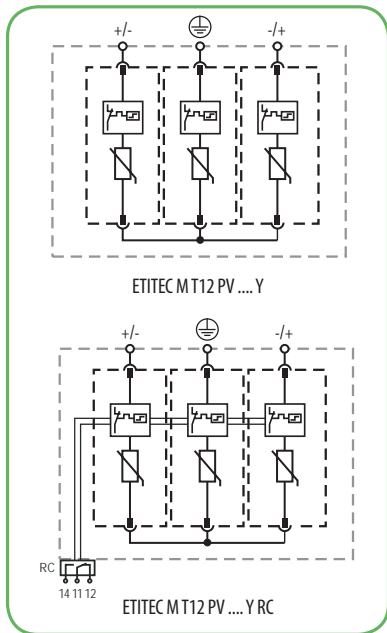 +/- -/+
ETITEC M T12 PV .... Y
+/- -/+
RC
14 11 12
ETITEC M T12 PV .... Y RC